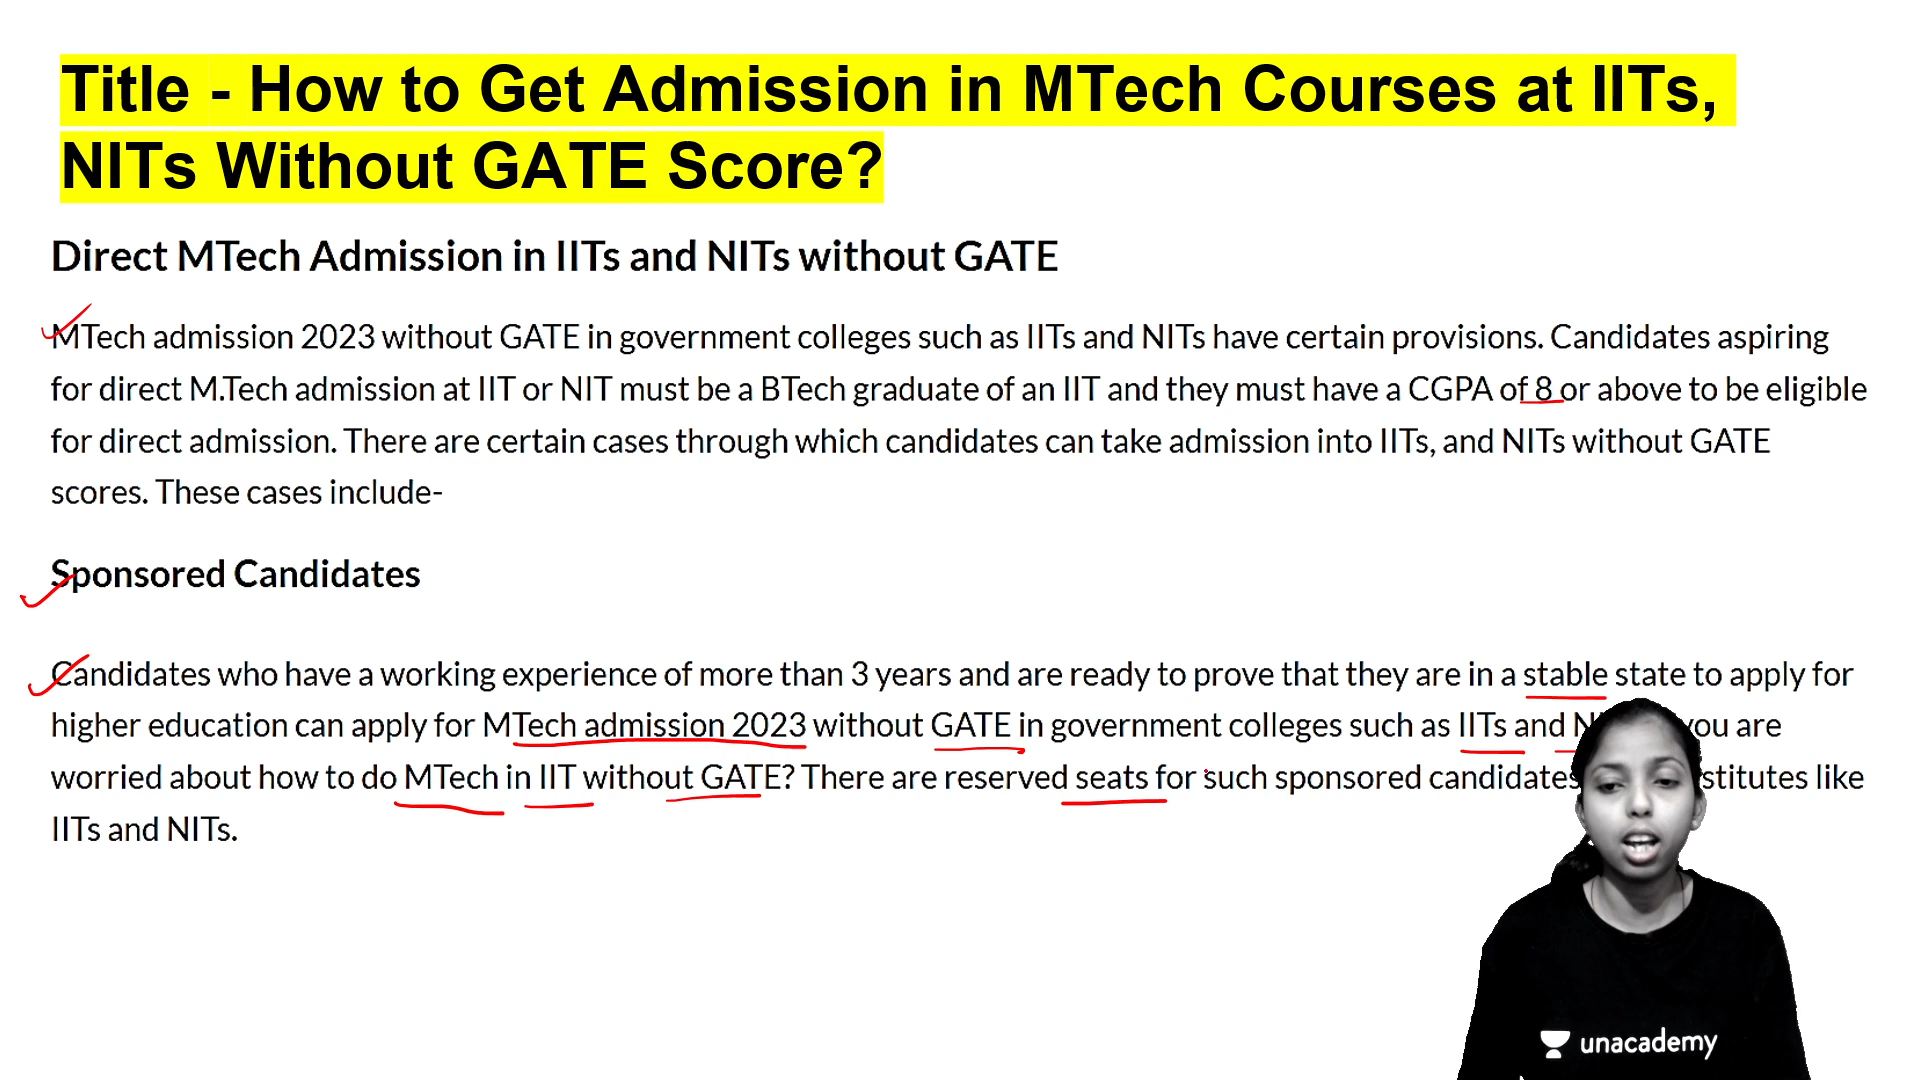 Title - How to Get Admission in MTech Courses at IITs,
NITs Without GATE Score?
Direct MTech Admission in IITs and NITs without GATE
MTech admission 2023 without GATE in government colleges such as IITs and NITs have certain provisions. Candidates aspiring
for direct M.Tech admission at IIT or NIT must be a BTech graduate of an IIT and they must have a CGPA of 8 or above to be eligible
for direct admission. There are certain cases through which candidates can take admission into IITs, and NITs without GATE
scores. These cases include-
Sponsored Candidates
Candidates who have a working experience of more than 3 years and are ready to prove that they are in a stable state to apply for
higher education can apply for MTech admission 2023 without GATE in government colleges such as IITs and you are
worried about how to do MTech in IIT without GATE? There are reserved seats for such sponsored candidates like
IITs and NITs.
unacademy